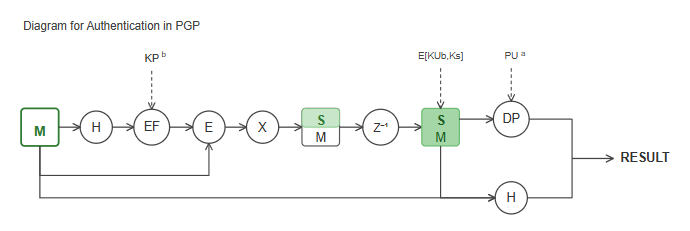 Diagram for Authentication in PGP
KP b
E[KUb,Ks]
PU a
M
H
EF
E
X
S
M
Z-1
S
M
DP
RESULT
H